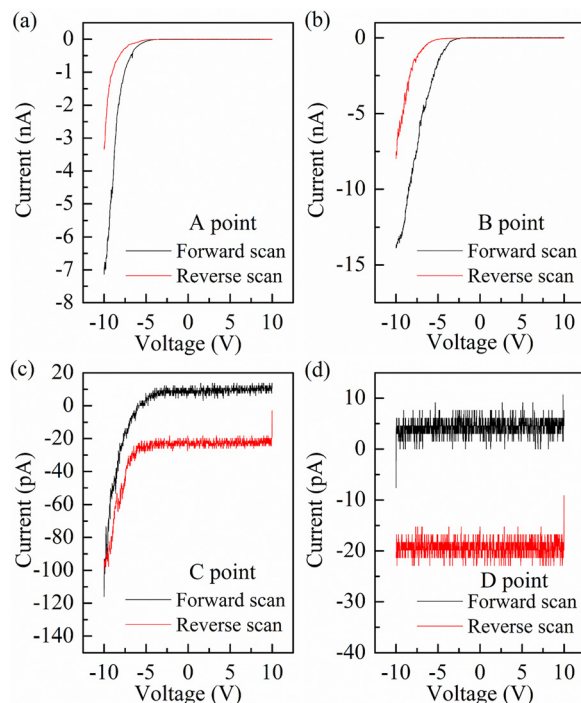 (a)
0
-1
-2
-3
-4
-5
-6
-7
-8
Current (nA)
A point
Forward scan
Reverse scan
-10 -5 0 5 10
Voltage (V)
(b)
0
-5
-10
-15
Current (nA)
B point
Forward scan
Reverse scan
-10 -5 0 5 10
Voltage (V)
(c)
20
0
-20
-40
-60
-80
-100
-120
-140
Current (pA)
C point
Forward scan
Reverse scan
-10 -5 0 5 10
Voltage (V)
(d)
10
5
0
-5
-10
-15
-20
-25
-40
Current (pA)
D point
Forward scan
Reverse scan
-10 -5 0 5 10
Voltage (V)